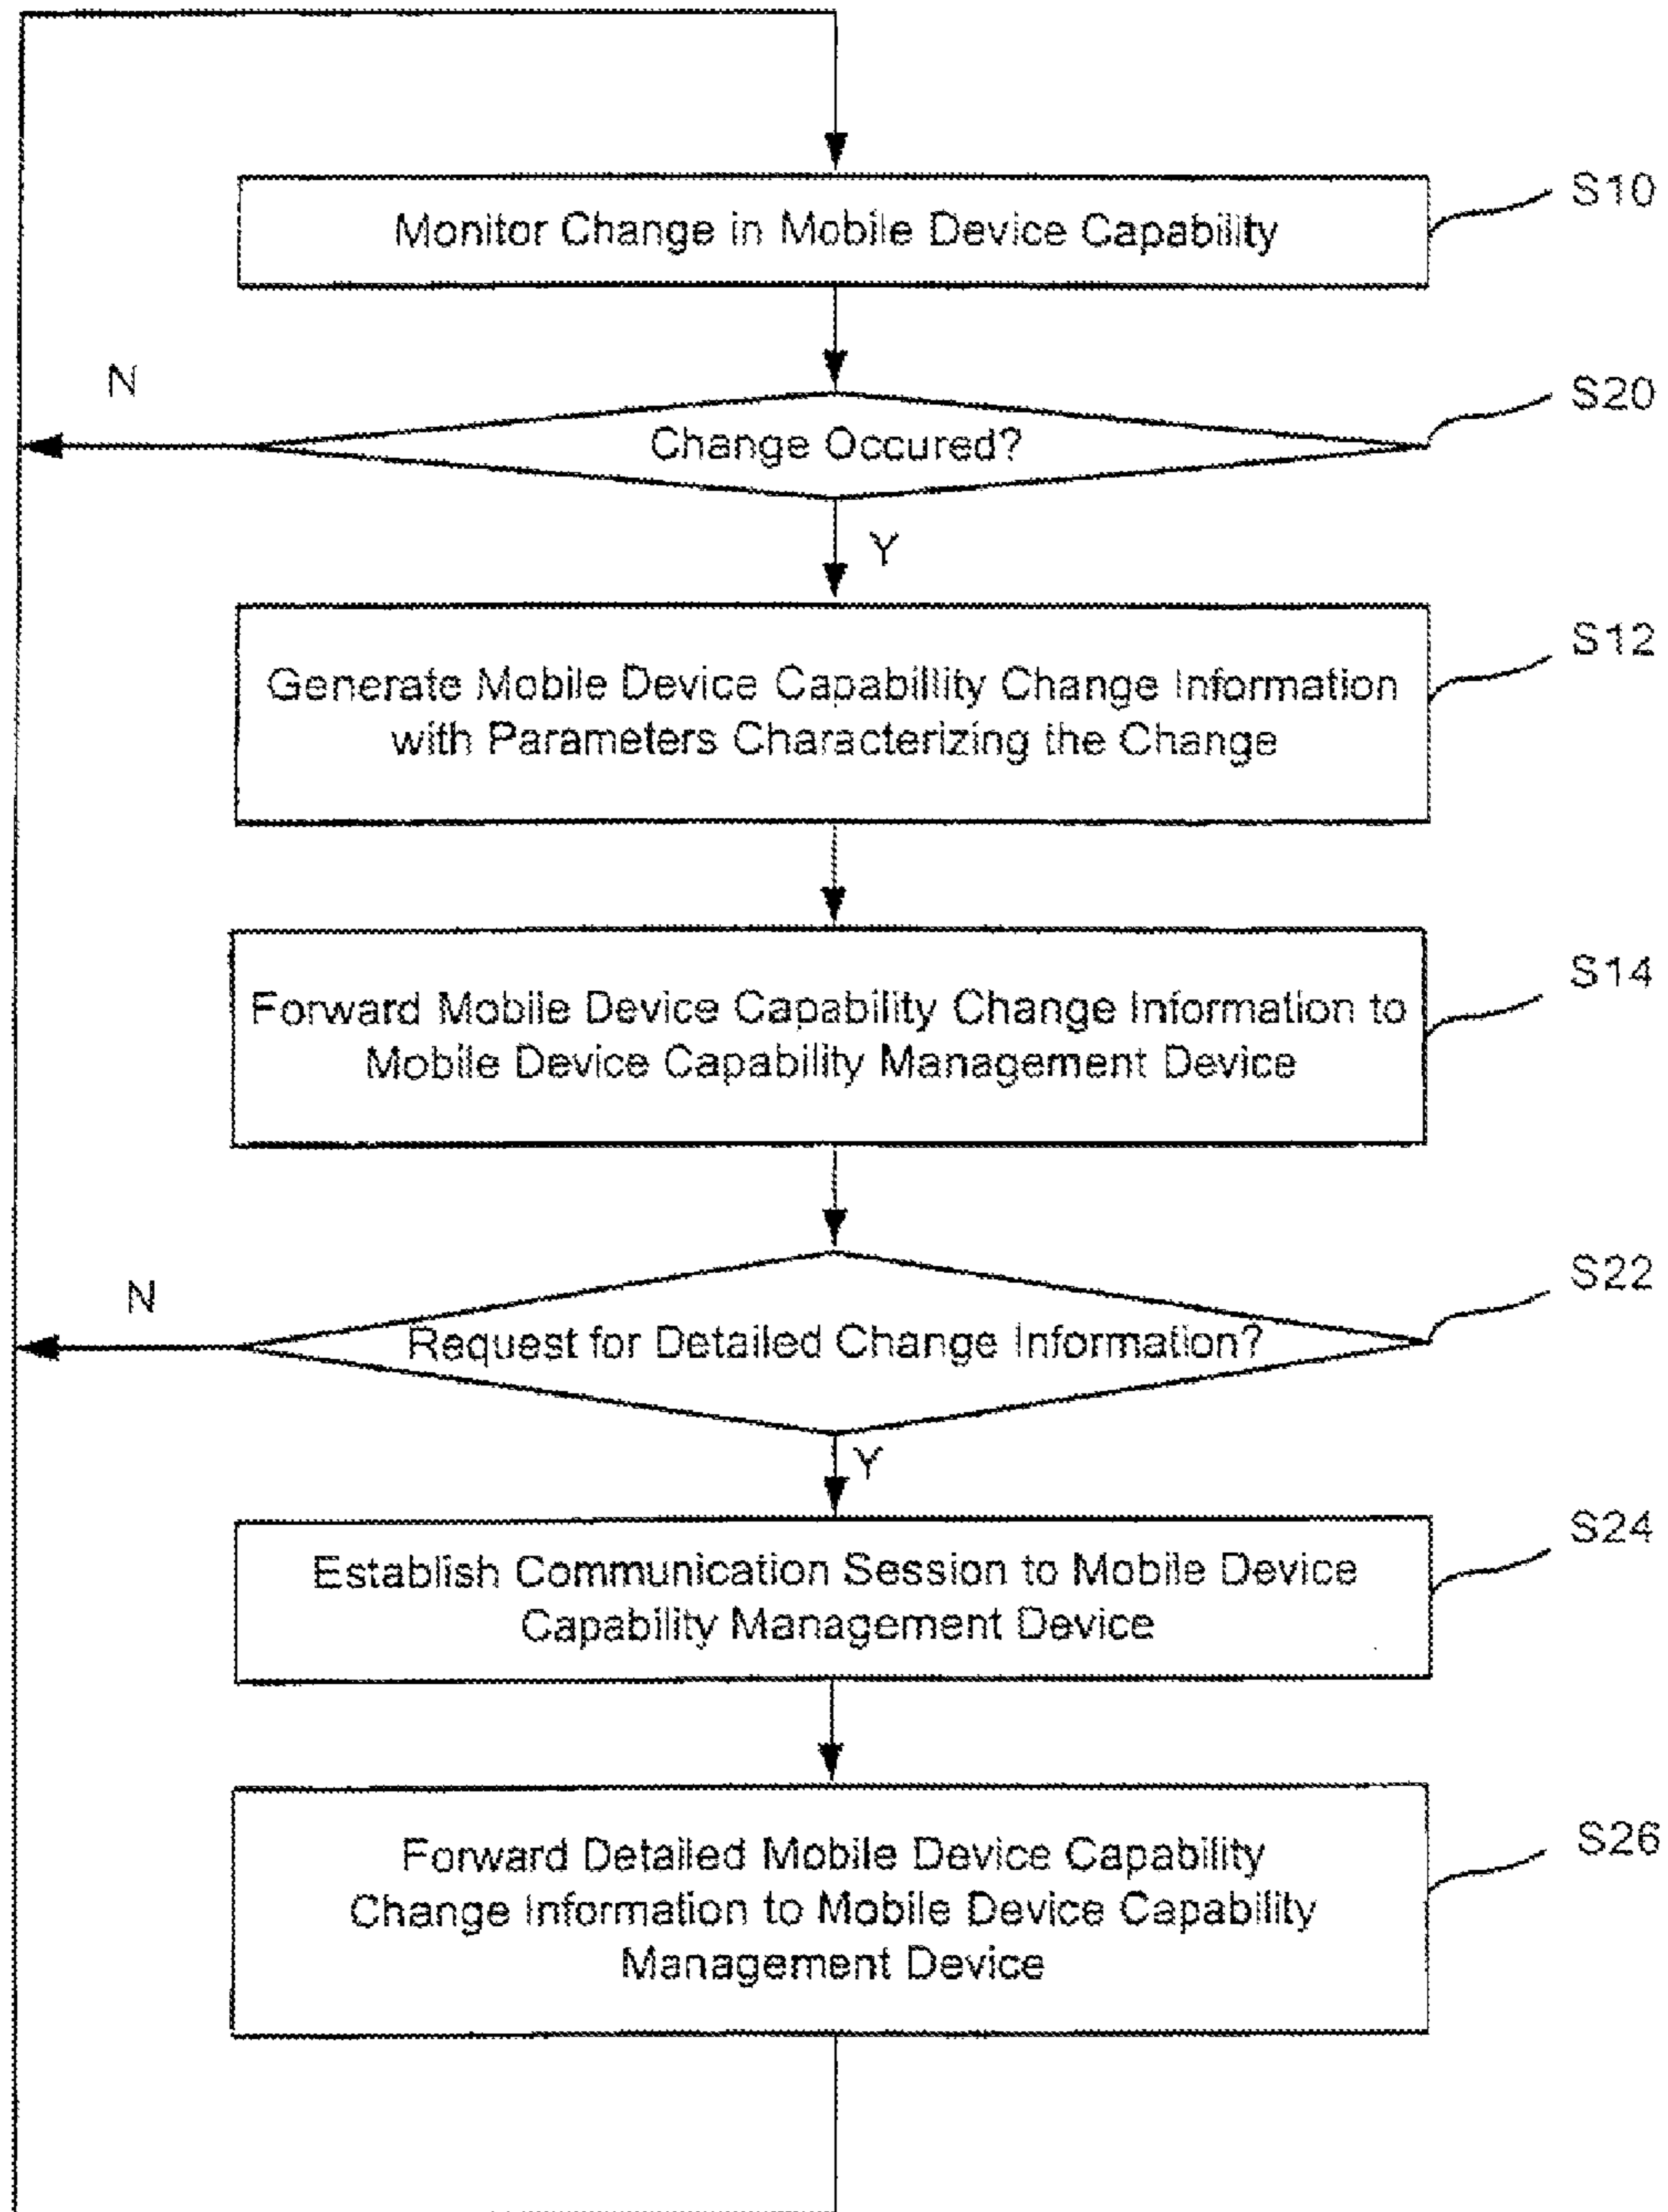 Monitor Change in Mobile Device Capability
S10
N
Change Occured?
S20
Y
Generate Mobile Device Capabillity Change Information
with Parameters Characterizing the Change
S12
Forward Mobile Device Capability Change Information to
Mobile Device Capability Management Device
S14
N
Request for Detailed Change Information?
S22
Y
Establish Communication Session to Mobile Device
Capability Management Device
S24
Forward Detailed Mobile Device Capability
Change Information to Mobile Device Capability
Management Device
S26